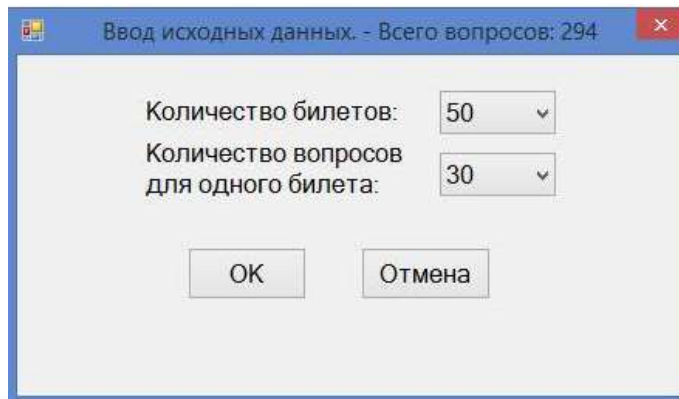 Ввод исходных данных. - Всего вопросов: 294
Количество билетов: 50
Количество вопросов
для одного билета: 30
OK Отмена